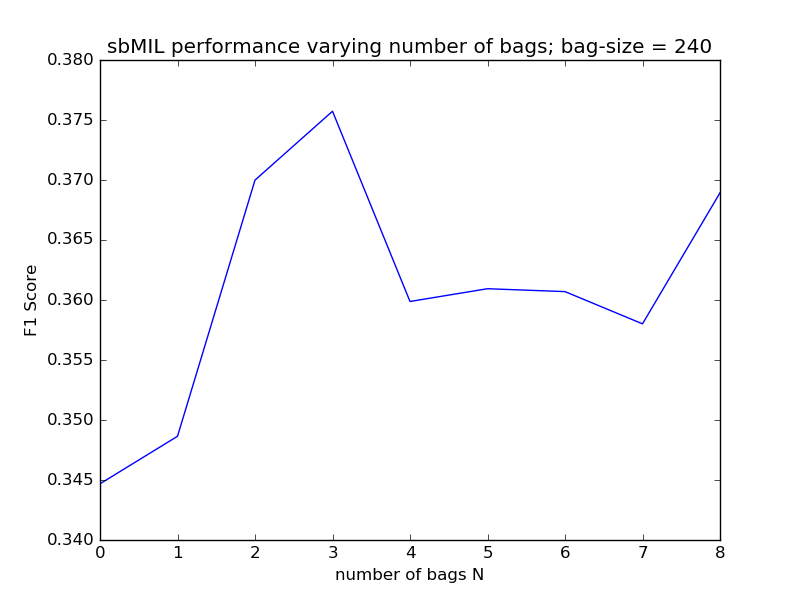 sbMIL performance varying number of bags; bag-size = 240
0.380
0.375
0.370
0.365
0.360
0.355
0.350
0.345
0.340
F1 Score
0 1 2 3 4 5 6 7 8
number of bags N